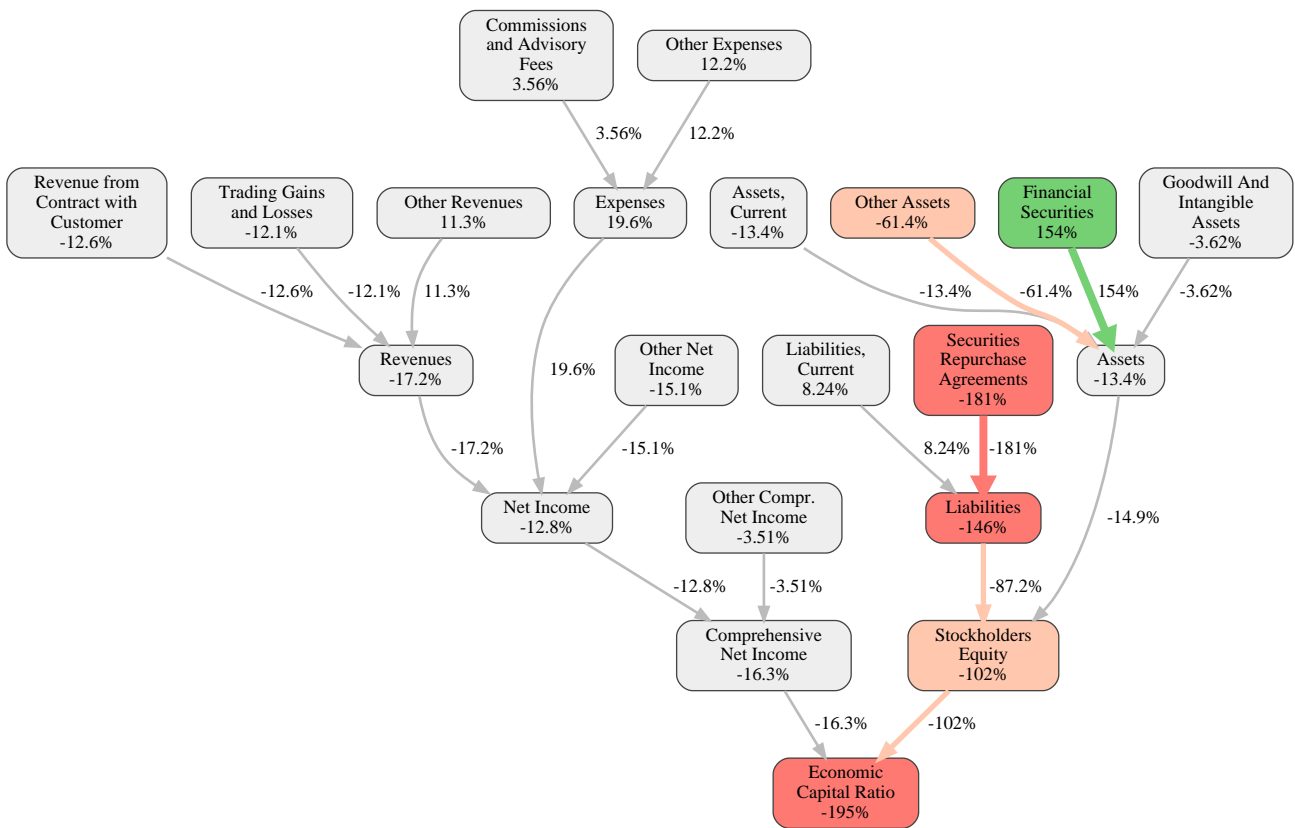 Commissions
and Advisory
Fees
3.56%
Other Expenses
12.2%
3.56%
12.2%
Revenue from
Contract with
Customer
-12.6%
Trading Gains
and Losses
-12.1%
Other Revenues
11.3%
Expenses
19.6%
Assets,
Current
-13.4%
Other Assets
-61.4%
Financial
Securities
154%
Goodwill And
Intangible
Assets
-3.62%
-12.6%
-12.1%
11.3%
-13.4%
-61.4%
154%
-3.62%
Revenues
-17.2%
19.6%
Other Net
Income
-15.1%
Liabilities,
Current
8.24%
Securities
Repurchase
Agreements
-181%
Assets
-13.4%
-17.2%
-15.1%
8.24%
-181%
Net Income
-12.8%
Other Compr.
Net Income
-3.51%
Liabilities
-146%
-14.9%
-12.8%
-3.51%
-87.2%
Comprehensive
Net Income
-16.3%
Stockholders
Equity
-102%
-16.3%
-102%
Economic
Capital Ratio
-195%